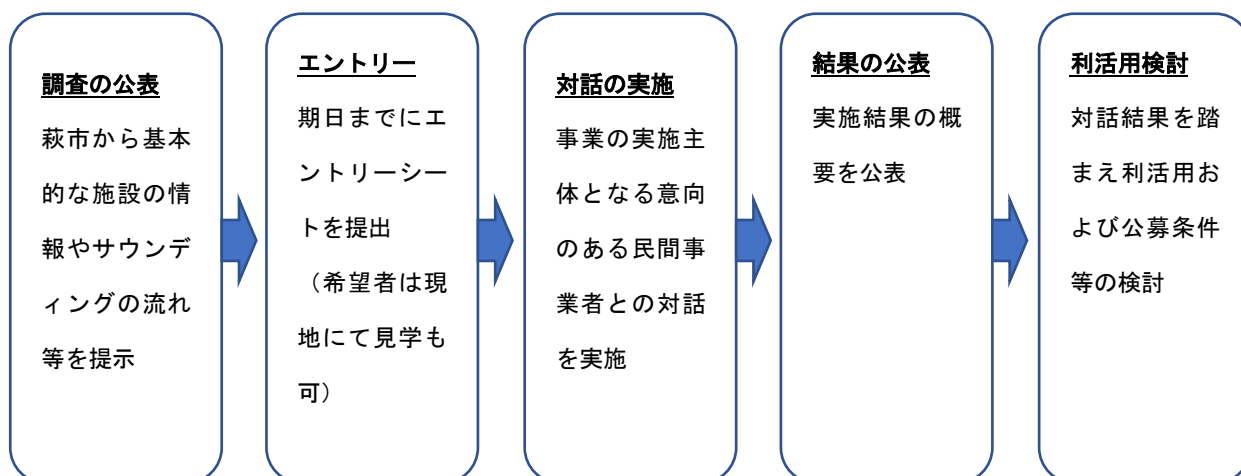 調査の公表
萩市から基本
的な施設の情
報やサウンデ
ィングの流れ
等を提示
エントリー
期日までにエ
ントリーシー
トを提出
（希望者は現
地にて見学も
可）
対話の実施
事業の実施主
体となる意向
のある民間事
業者との対話
を実施
結果の公表
実施結果の概
要を公表
利活用検討
対話結果を踏
まえ利活用お
よび公募条件
等の検討